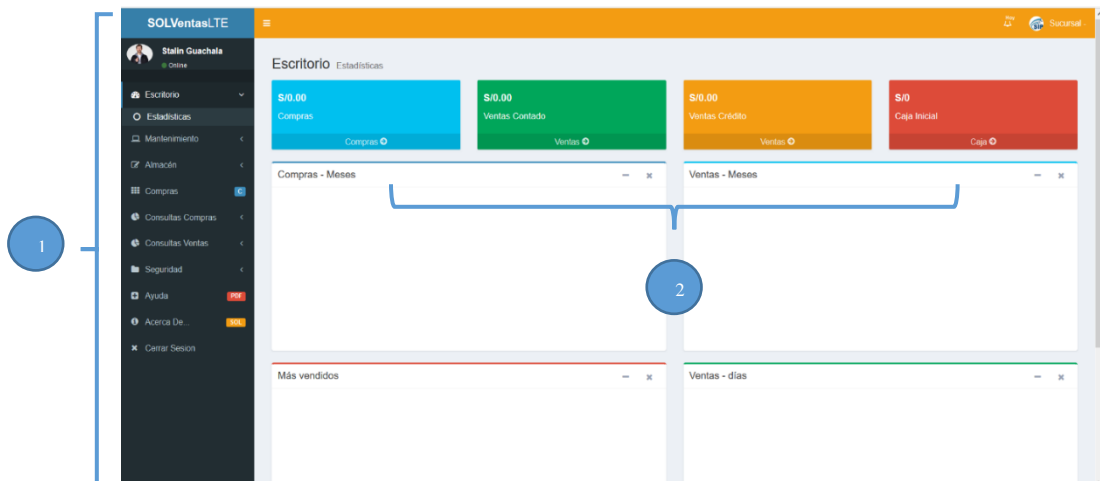 SOLVentasLTE
Sucursal
Stalin Guachala
Online
Escritorio
Estadísticas
Mantenimiento
Almacén
Compras C
Consultas Compras
Consultas Ventas
Seguridad
Ayuda PDF
Acerca De... SOL
Cerrar Sesion
1
Escritorio Estadísticas
S/0.00
Compras
Compras
S/0.00
Ventas Contado
Ventas
S/0.00
Ventas Crédito
Ventas
S/0
Caja Inicial
Caja
Compras - Meses
Ventas - Meses
2
Más vendidos
Ventas - días